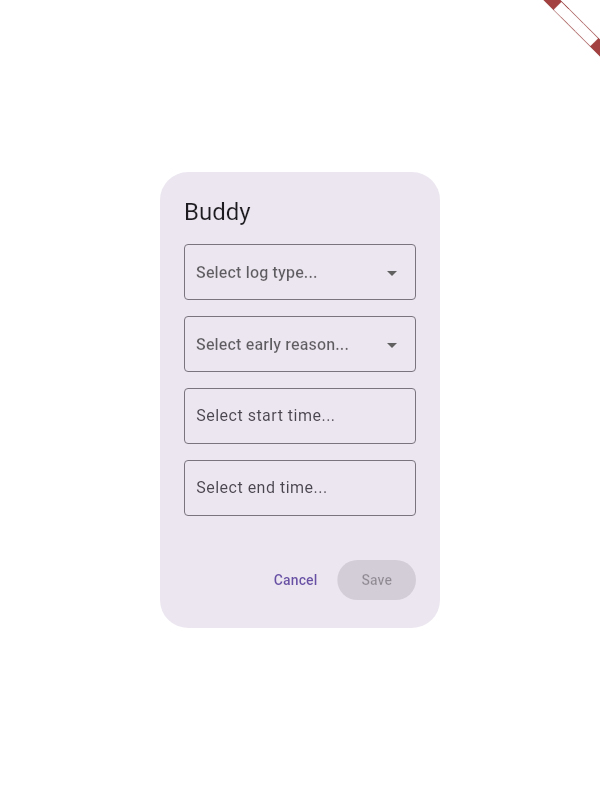 Buddy
Select log type...
Select early reason...
Select start time...
Select end time...
Cancel
Save